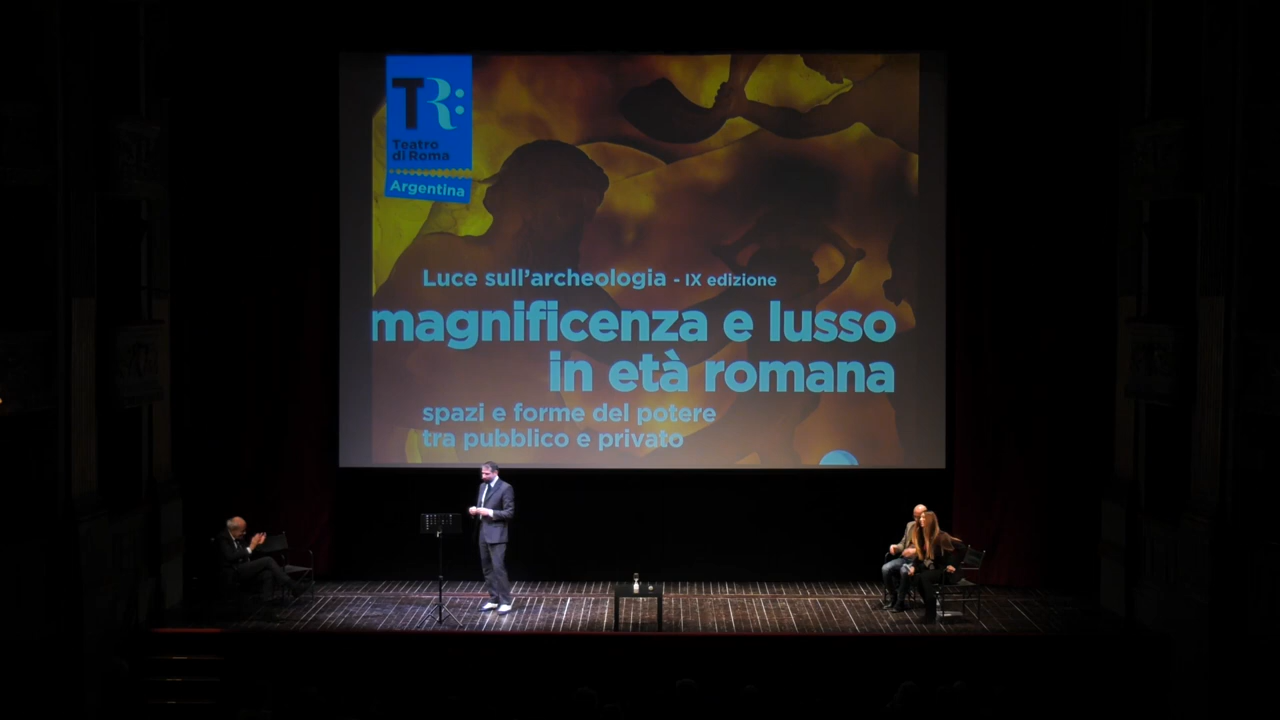 TR:
Teatro
di Roma
Argentina
Luce sull'archeologia - IX edizione
magnificenza e lusso
in età romana
spazi e forme del potere
tra pubblico e privato